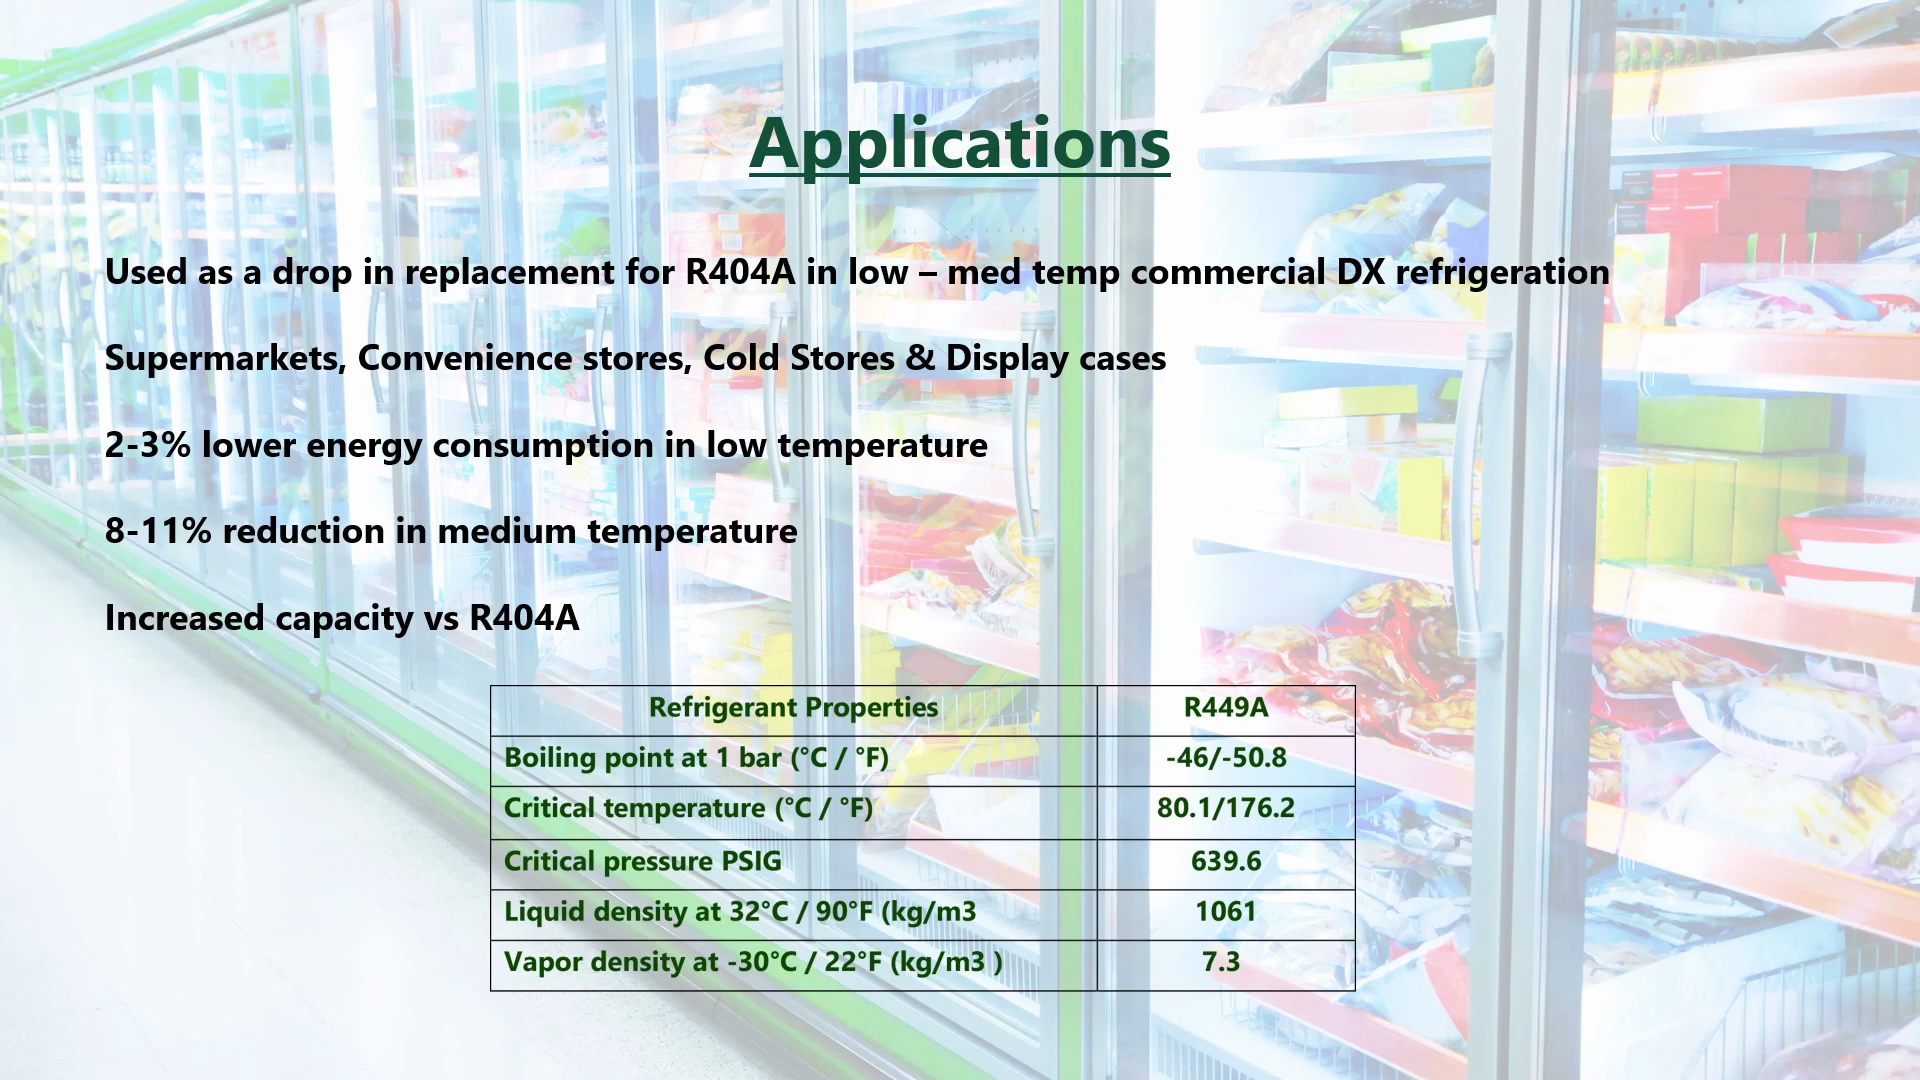 Applications
Used as a drop in replacement for R404A in low – med temp commercial DX refrigeration
Supermarkets, Convenience stores, Cold Stores & Display cases
2-3% lower energy consumption in low temperature
8-11% reduction in medium temperature
Increased capacity vs R404A
Refrigerant Properties R449A
Boiling point at 1 bar (°C / °F) -46/-50.8
Critical temperature (°C / °F) 80.1/176.2
Critical pressure PSIG 639.6
Liquid density at 32°C / 90°F (kg/m3 1061
Vapor density at -30°C / 22°F (kg/m3 ) 7.3